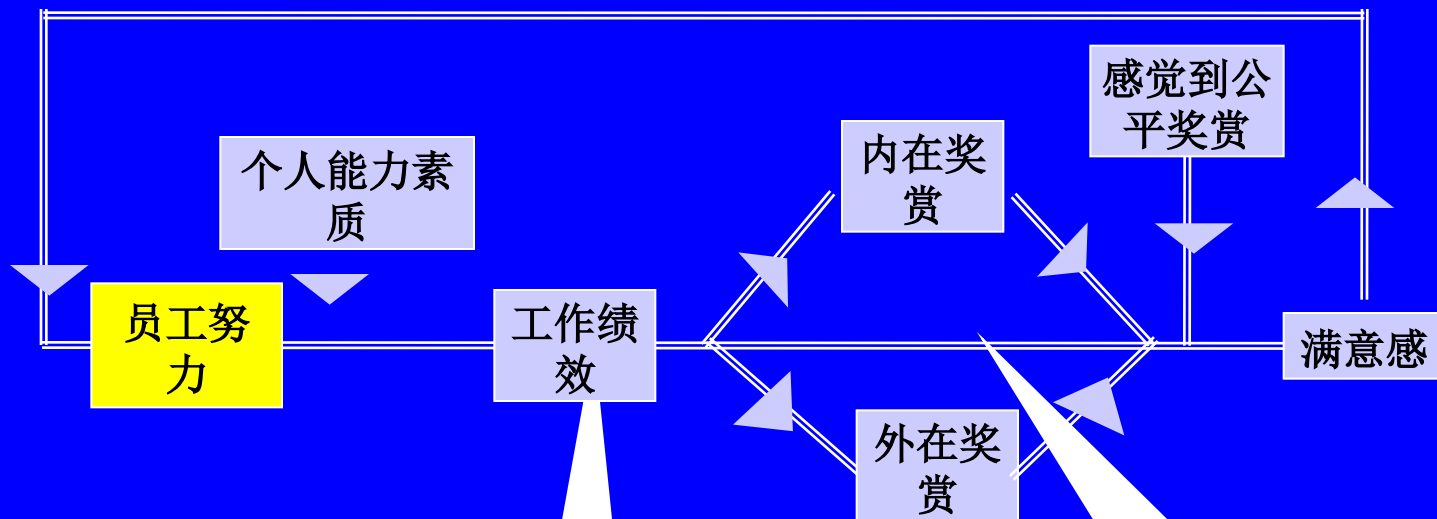 感觉到公
平奖赏
个人能力素
质
内在奖
赏
员工努
力
工作绩
效
满意感
外在奖
赏